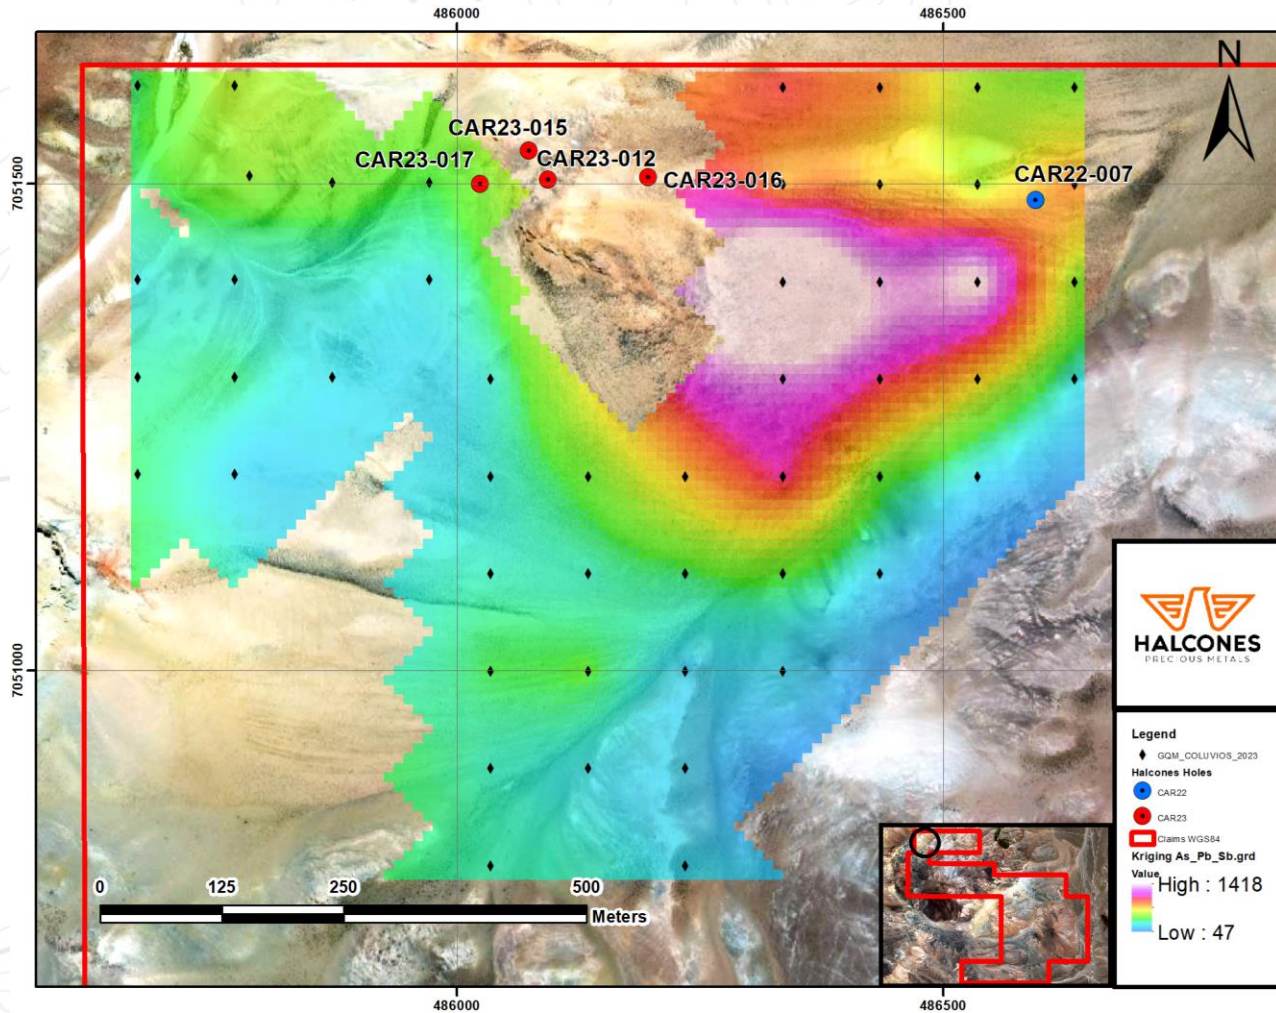 486000
486500
N
CAR23-015
CAR23-017
CAR23-012
CAR23-016
CAR22-007
7051500
7051000
HALCONES
PRECIOUS METALS
Legend
GQM_COLUVIOS_2023
Halcones Holes
CAR22
CAR23
Claims WGS84
Kriging As_Pb_Sb.grd
Value
High : 1418
Low : 47
0
125
250
500
Meters
486000
486500